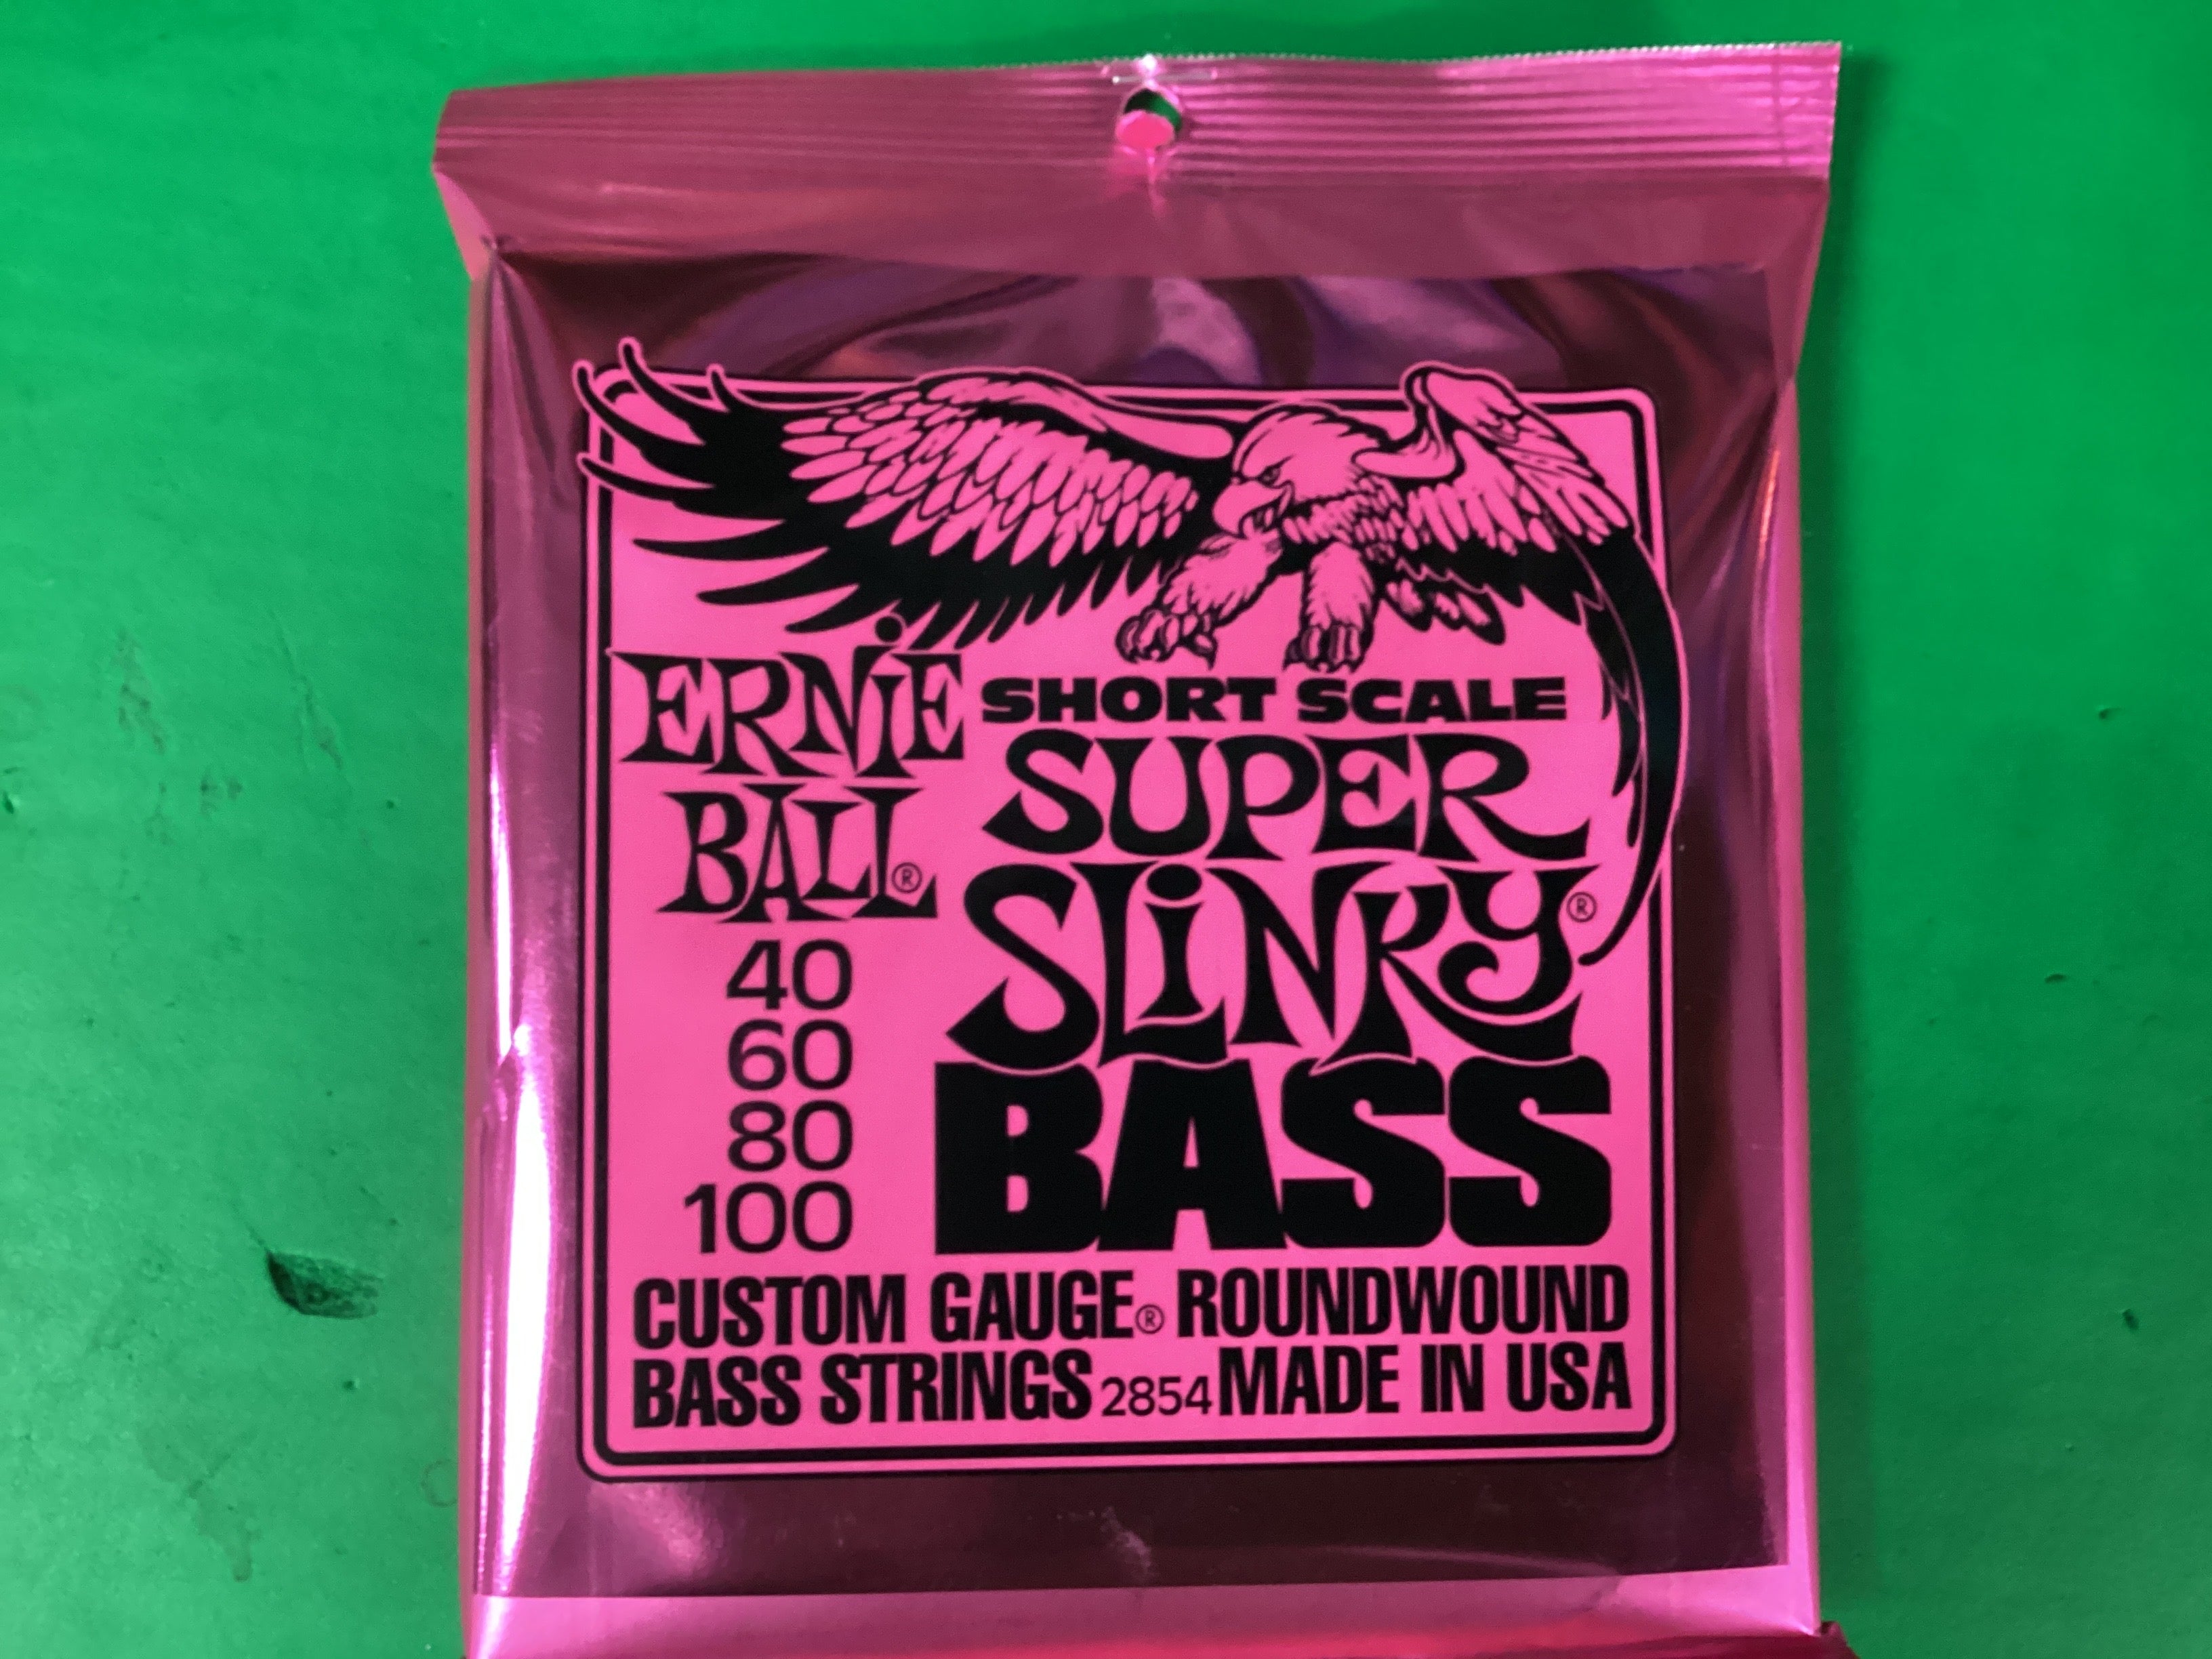 ERNiE
BALL®
SHORT SCALE
SUPER
SLiNKY®
BASS
40
60
80
100
CUSTOM GAUGE® ROUNDWOUND
BASS STRINGS 2854 MADE IN USA